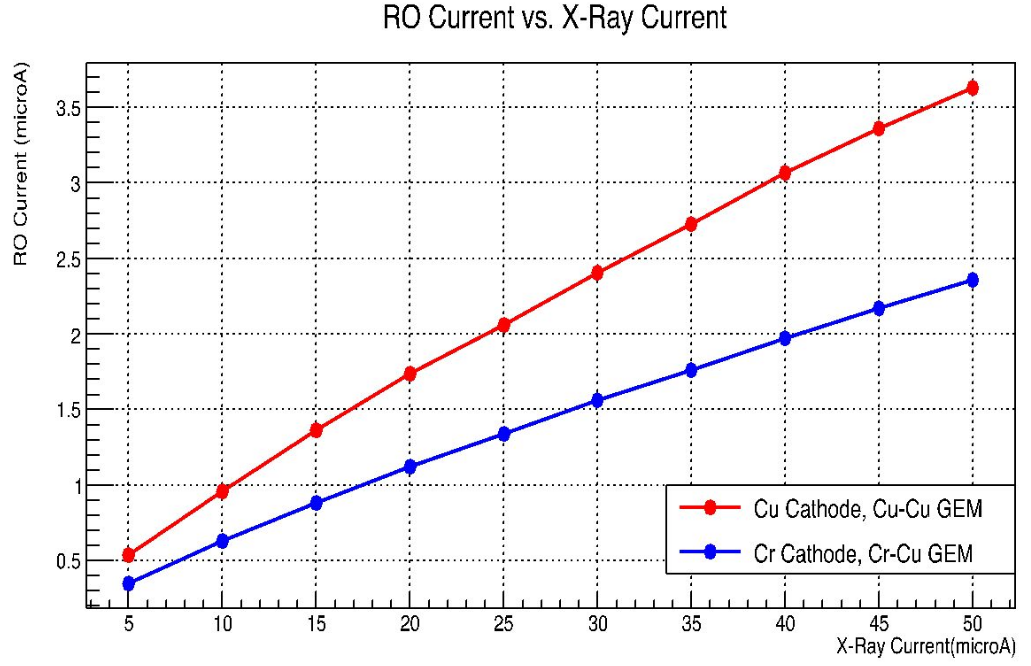 RO Current vs. X-Ray Current
RO Current (microA)
3.5
3
2.5
2
1.5
1
0.5
Cu Cathode, Cu-Cu GEM
Cr Cathode, Cr-Cu GEM
5 10 15 20 25 30 35 40 45 50
X-Ray Current(microA)